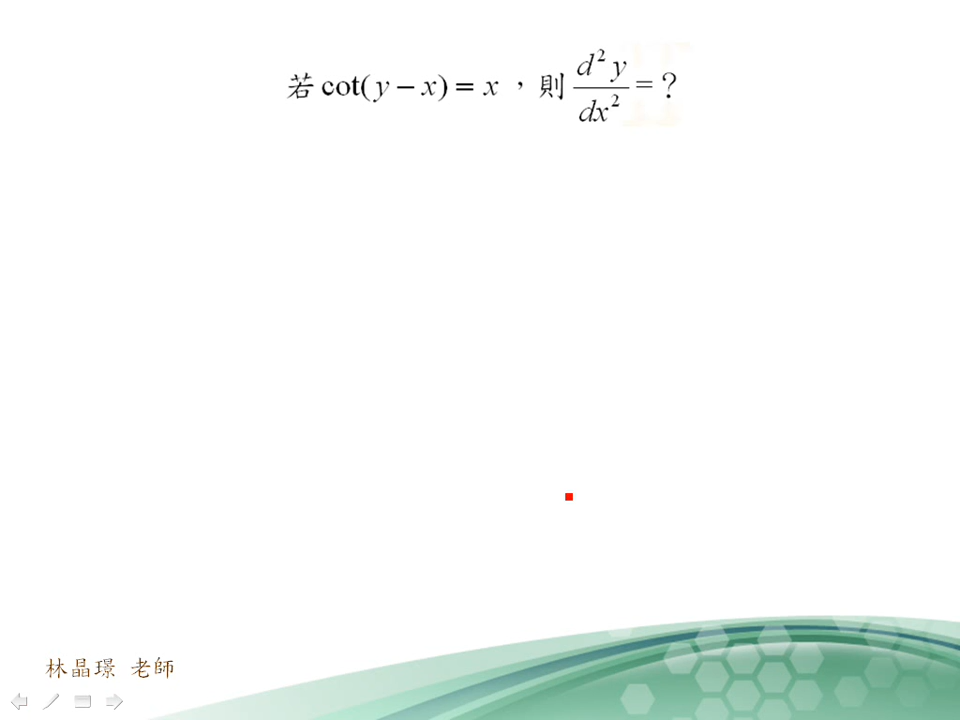 若 cot(y − x) = x ，則 d²y/dx² = ？
林晶璟 老師